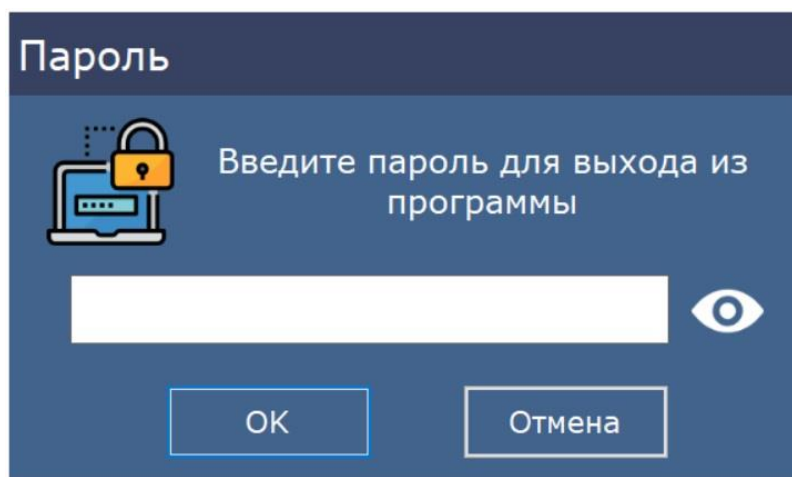 Пароль
Введите пароль для выхода из
программы
OK
Отмена